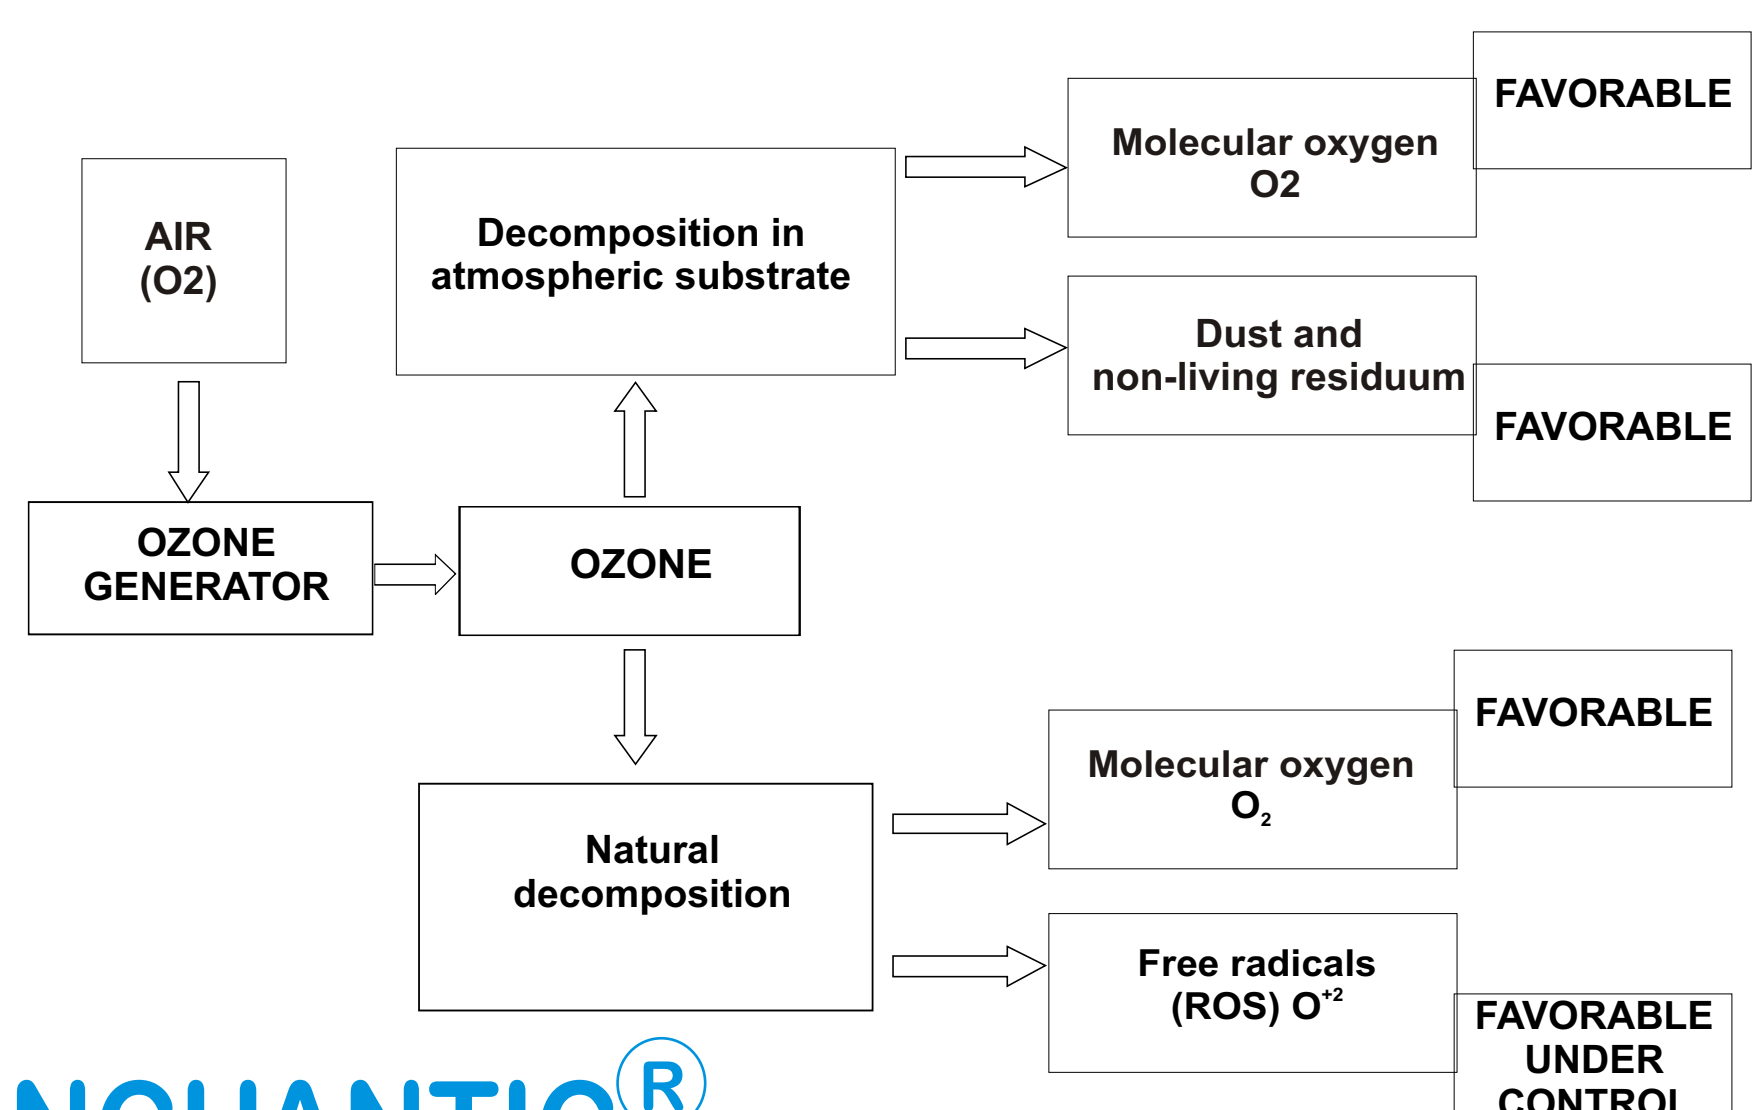 AIR
(O2)
OZONE
GENERATOR
OZONE
Decomposition in
atmospheric substrate
Molecular oxygen
O2
FAVORABLE
Dust and
non-living residuum
FAVORABLE
Natural
decomposition
Molecular oxygen
O₂
FAVORABLE
Free radicals
(ROS) O⁺²
FAVORABLE
UNDER
CONTROL
R